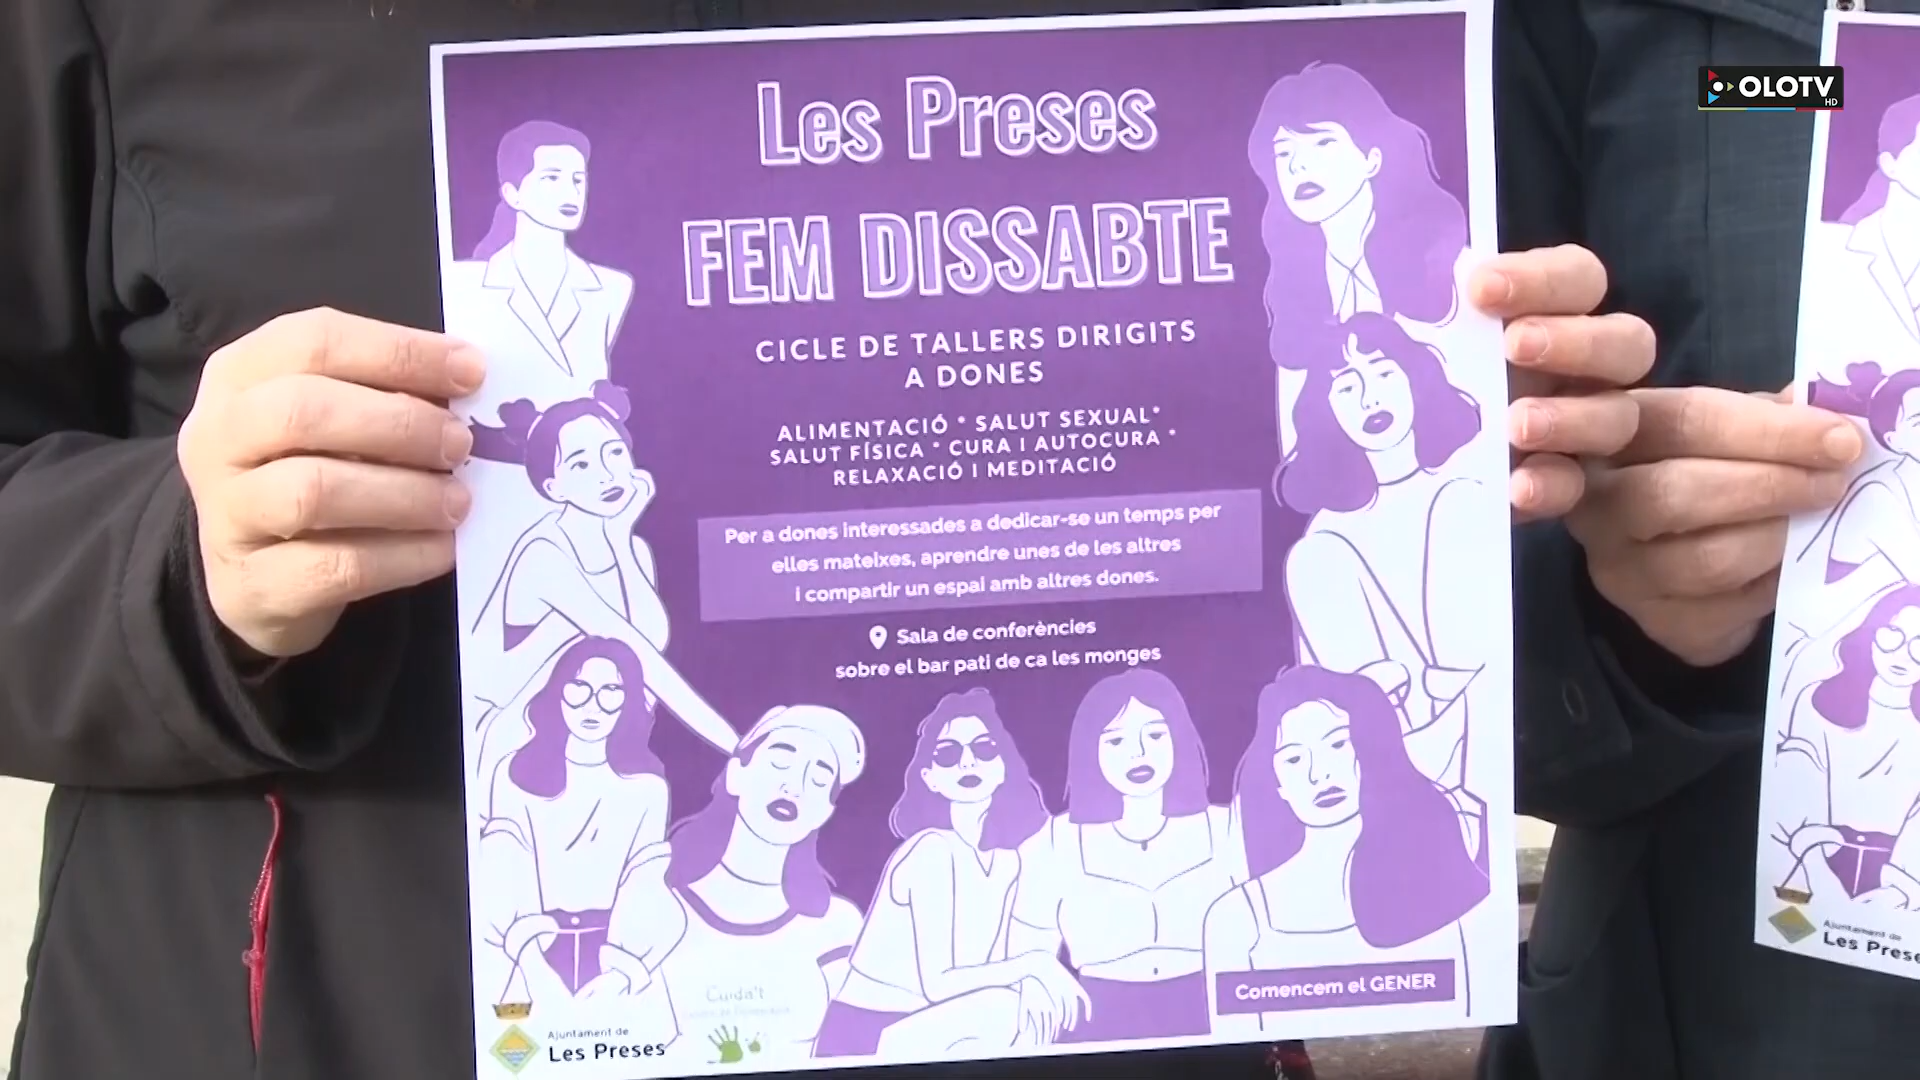 OLOTV
HD
Les Preses
FEM DISSABTE
CICLE DE TALLERS DIRIGITS
A DONES
ALIMENTACIÓ * SALUT SEXUAL*
SALUT FÍSICA * CURA I AUTOCURA *
RELAXACIÓ I MEDITACIÓ
Per a dones interessades a dedicar-se un temps per
elles mateixes, aprendre unes de les altres
i compartir un espai amb altres dones.
Sala de conferències
sobre el bar pati de ca les monges
Comencem el GENER
Cuida't
Ajuntament de
Les Preses
Ajuntament de
Les Prese